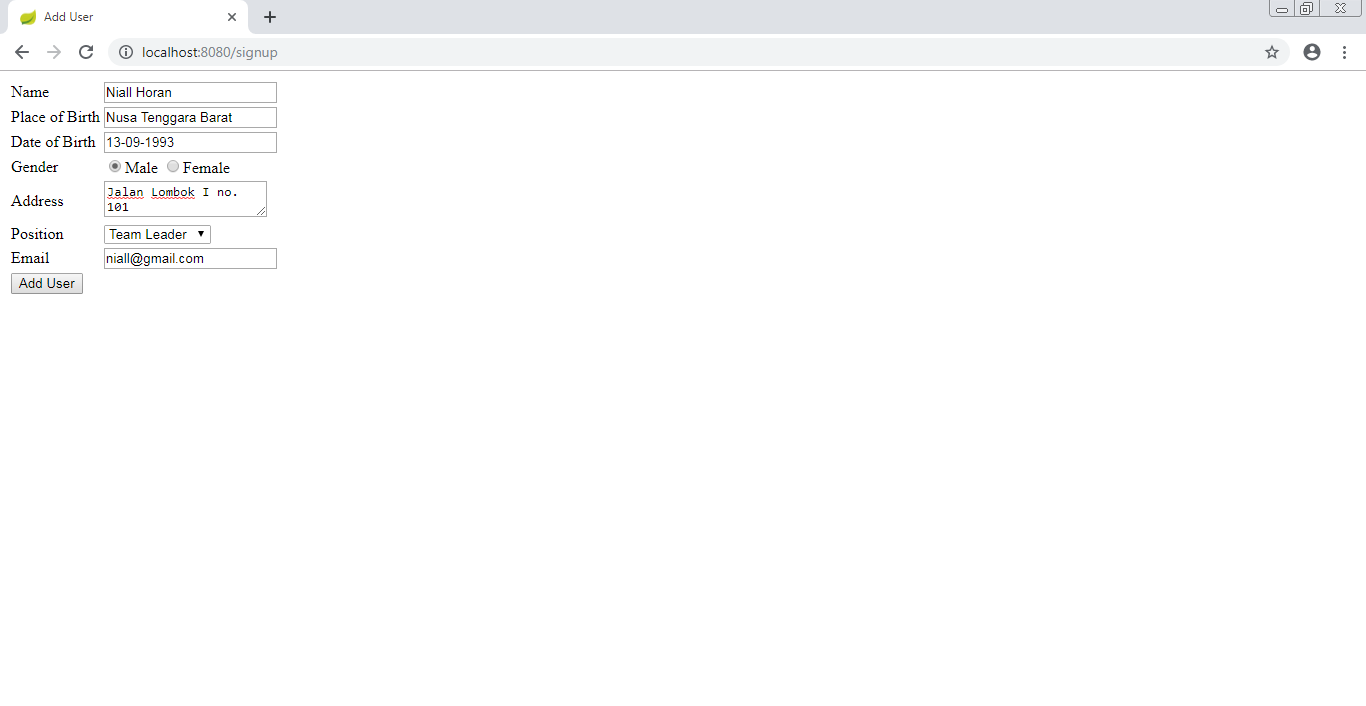 Add User
localhost:8080/signup
Name Niall Horan
Place of Birth Nusa Tenggara Barat
Date of Birth 13-09-1993
Gender Male Female
Address Jalan Lombok I no.
101
Position Team Leader
Email niall@gmail.com
Add User